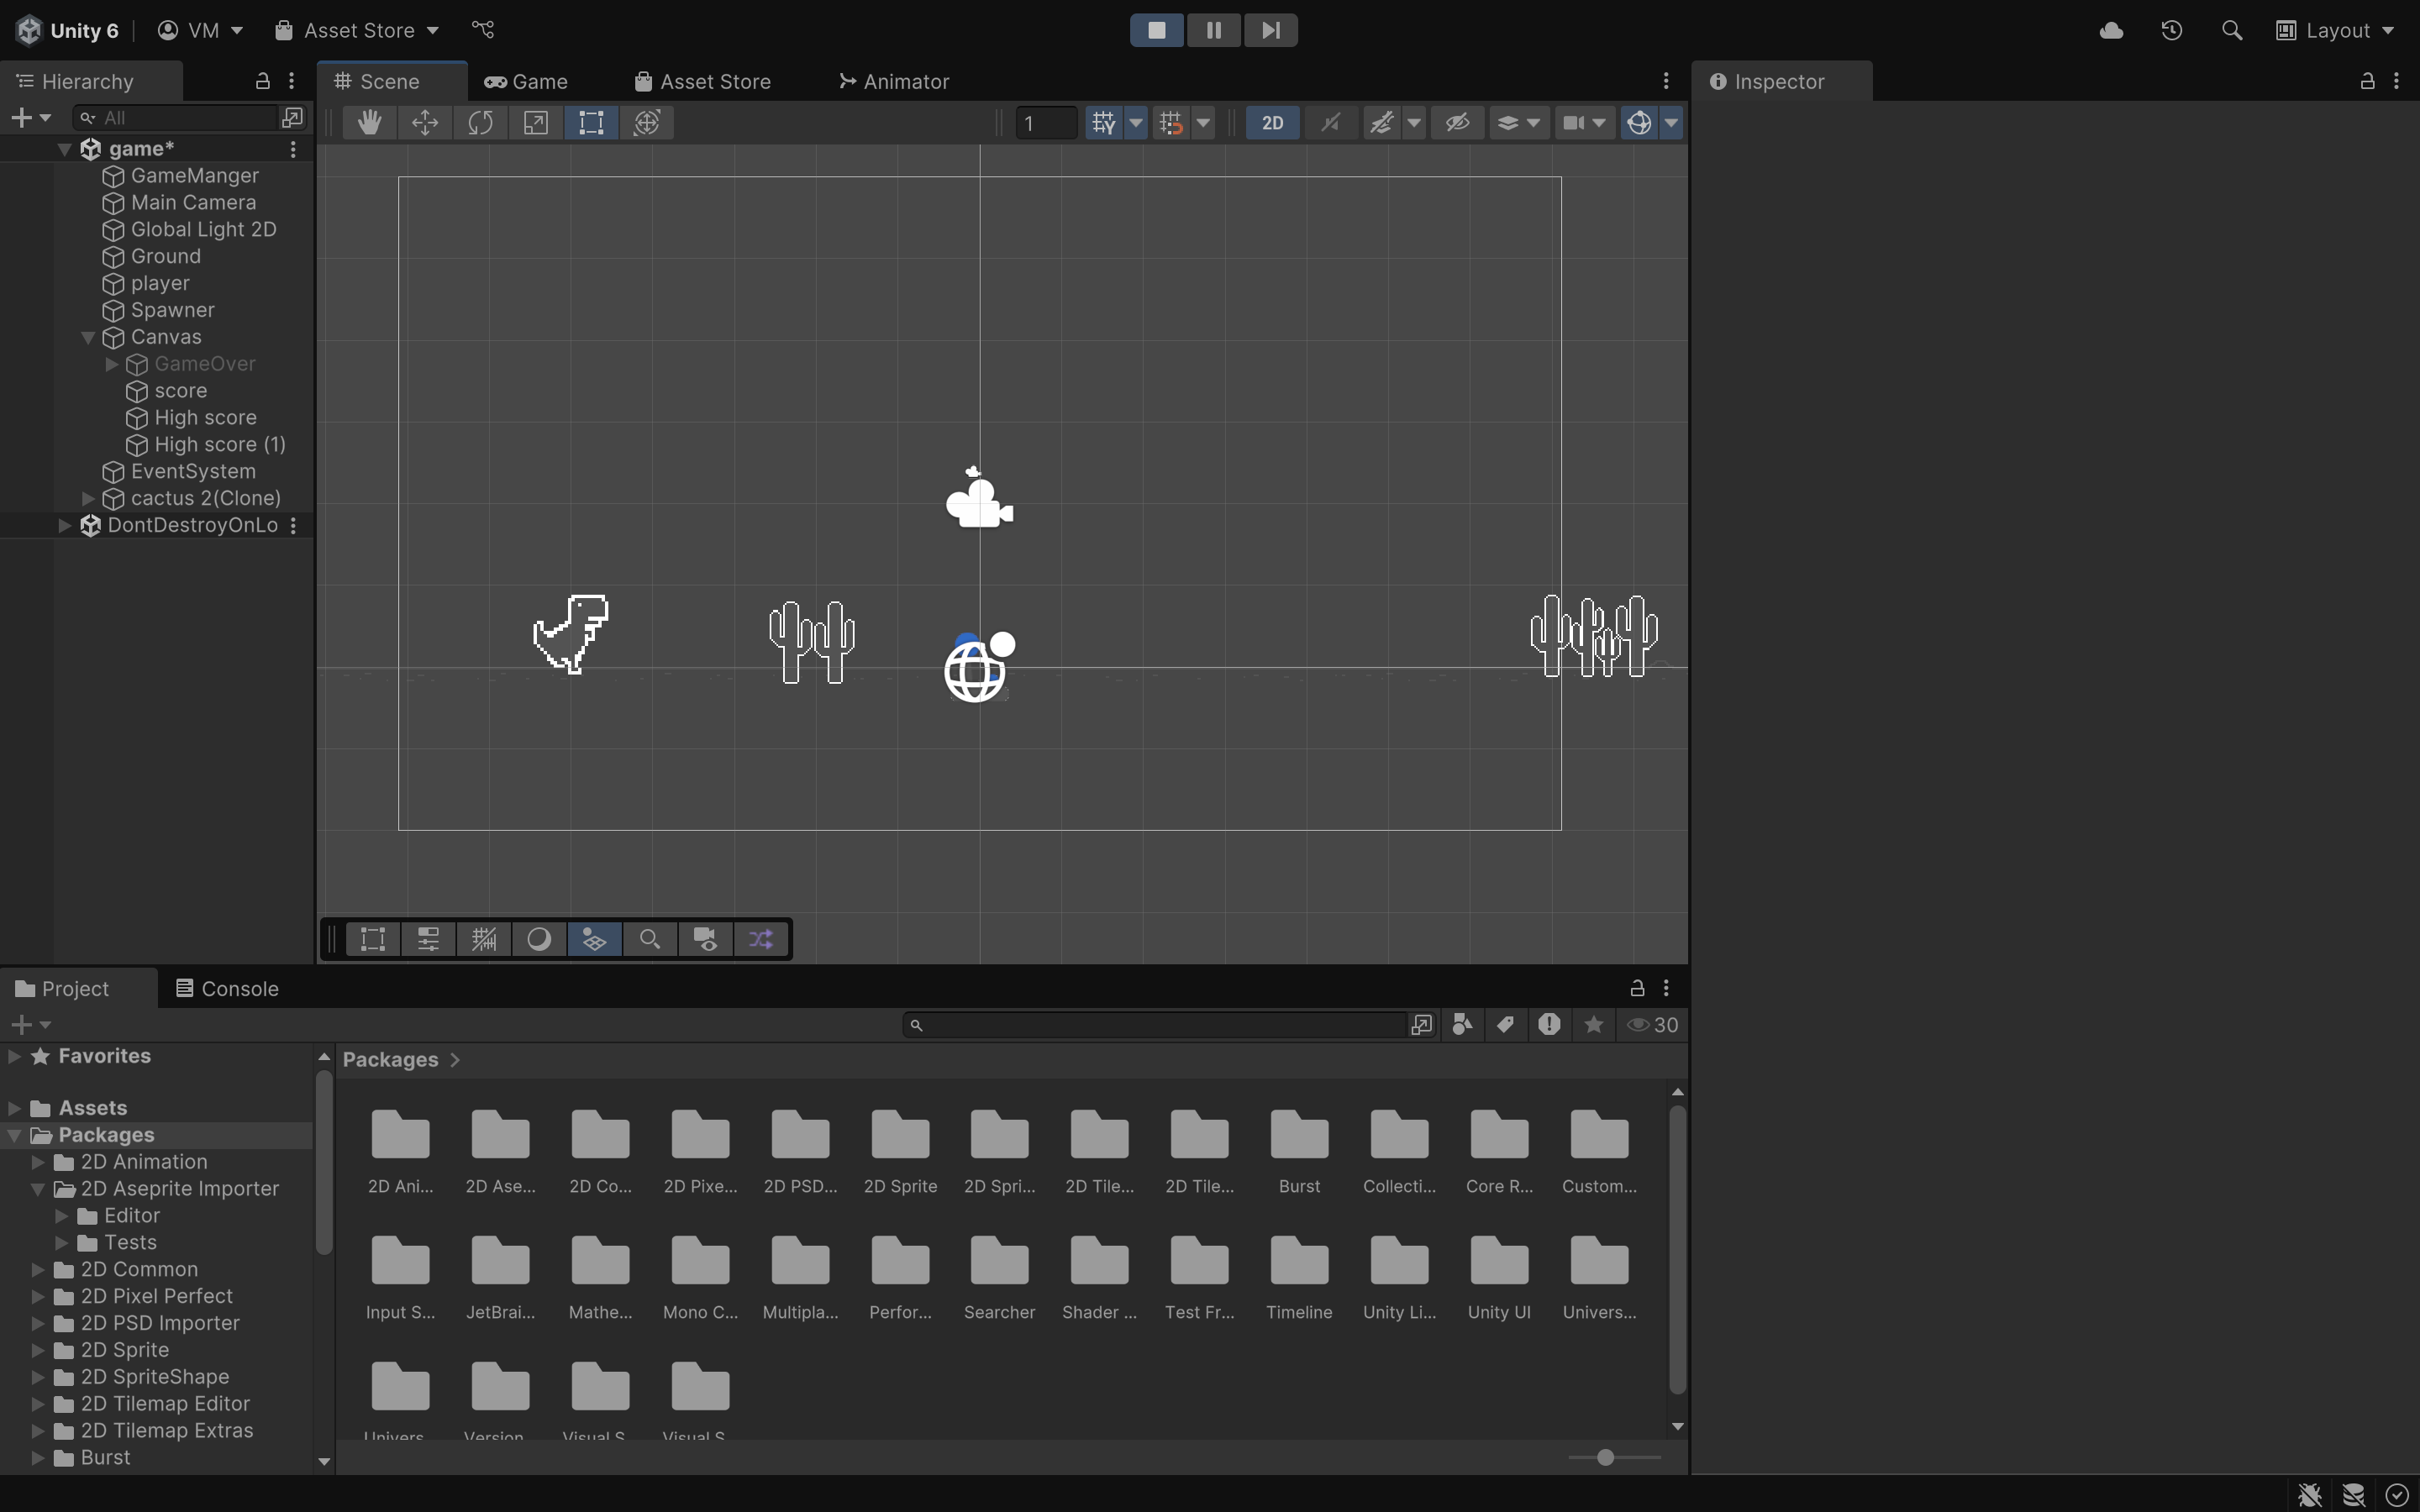 Unity 6 VM Asset Store Layout
Hierarchy
All
game*
GameManger
Main Camera
Global Light 2D
Ground
player
Spawner
Canvas
GameOver
score
High score
High score (1)
EventSystem
cactus 2(Clone)
DontDestroyOnLo
Scene Game Asset Store Animator
1 2D
Inspector
Project Console
30
Favorites
Assets
Packages
2D Animation
2D Aseprite Importer
Editor
Tests
2D Common
2D Pixel Perfect
2D PSD Importer
2D Sprite
2D SpriteShape
2D Tilemap Editor
2D Tilemap Extras
Burst
Packages >
2D Ani... 2D Ase... 2D Co... 2D Pixe... 2D PSD... 2D Sprite 2D Spri... 2D Tile... 2D Tile... Burst Collecti... Core R... Custom...
Input S... JetBrai... Mathe... Mono C... Multipla... Perfor... Searcher Shader ... Test Fr... Timeline Unity Li... Unity UI Univers...
Univers... Version... Visual S... Visual S...